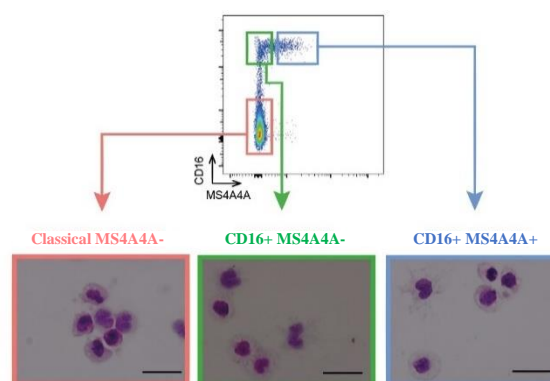 CD16
MS4A4A
Classical MS4A4A-
CD16+ MS4A4A-
CD16+ MS4A4A+